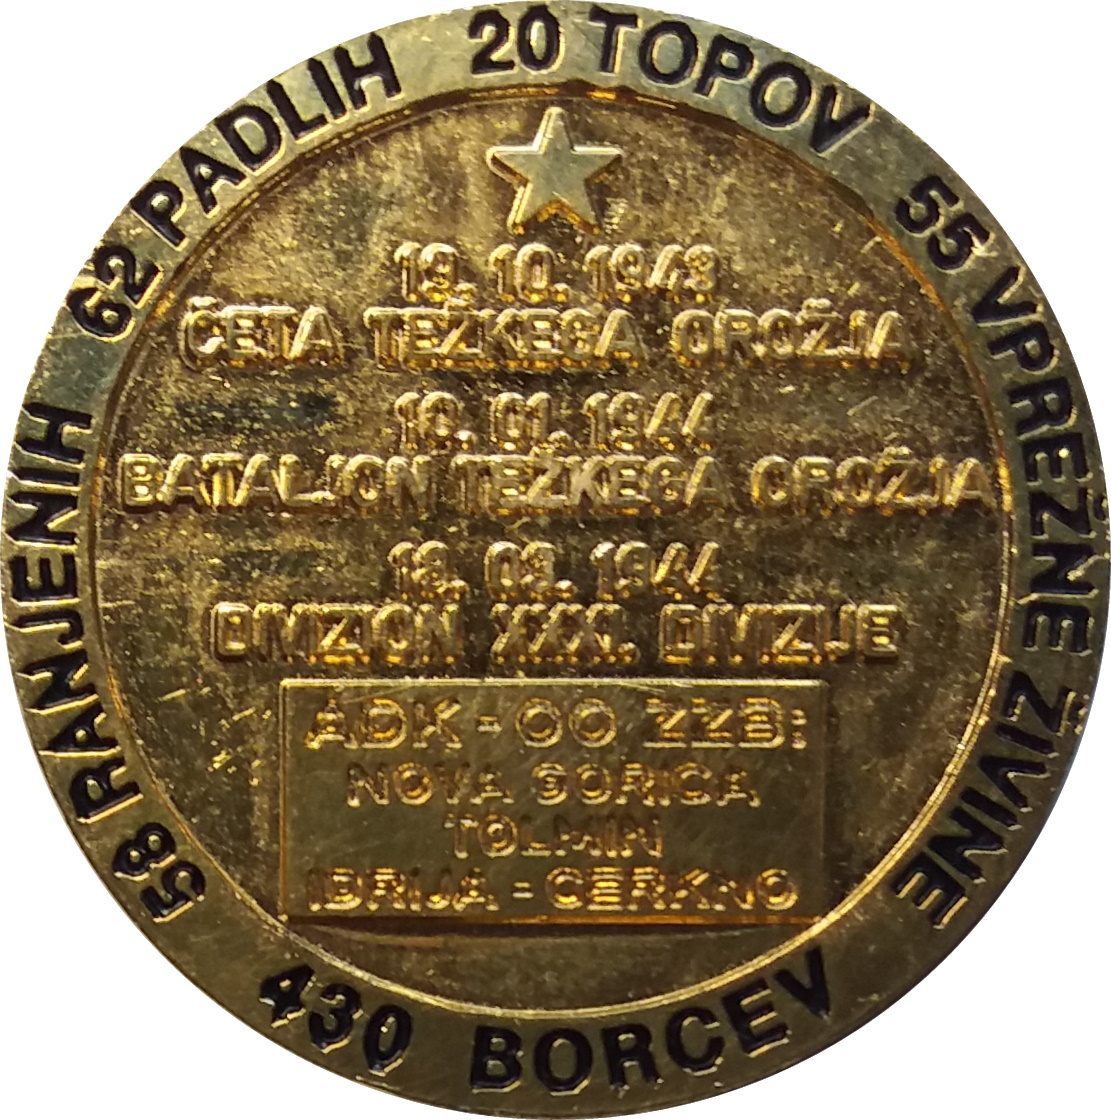 58 RANJENIH 62 PADLIH 20 TOPOV 55 VPREŽNE ŽIVINE
430 BORCEV
19. 10. 1943
ČETA TEŽKEGA OROŽJA
10. 01. 1944
BATALJON TEŽKEGA OROŽJA
18. 03. 1944
DIVIZION XXXI. DIVIZIJE
ADK - OO ZZB:
NOVA GORICA
TOLMIN
IDRIJA - CERKNO